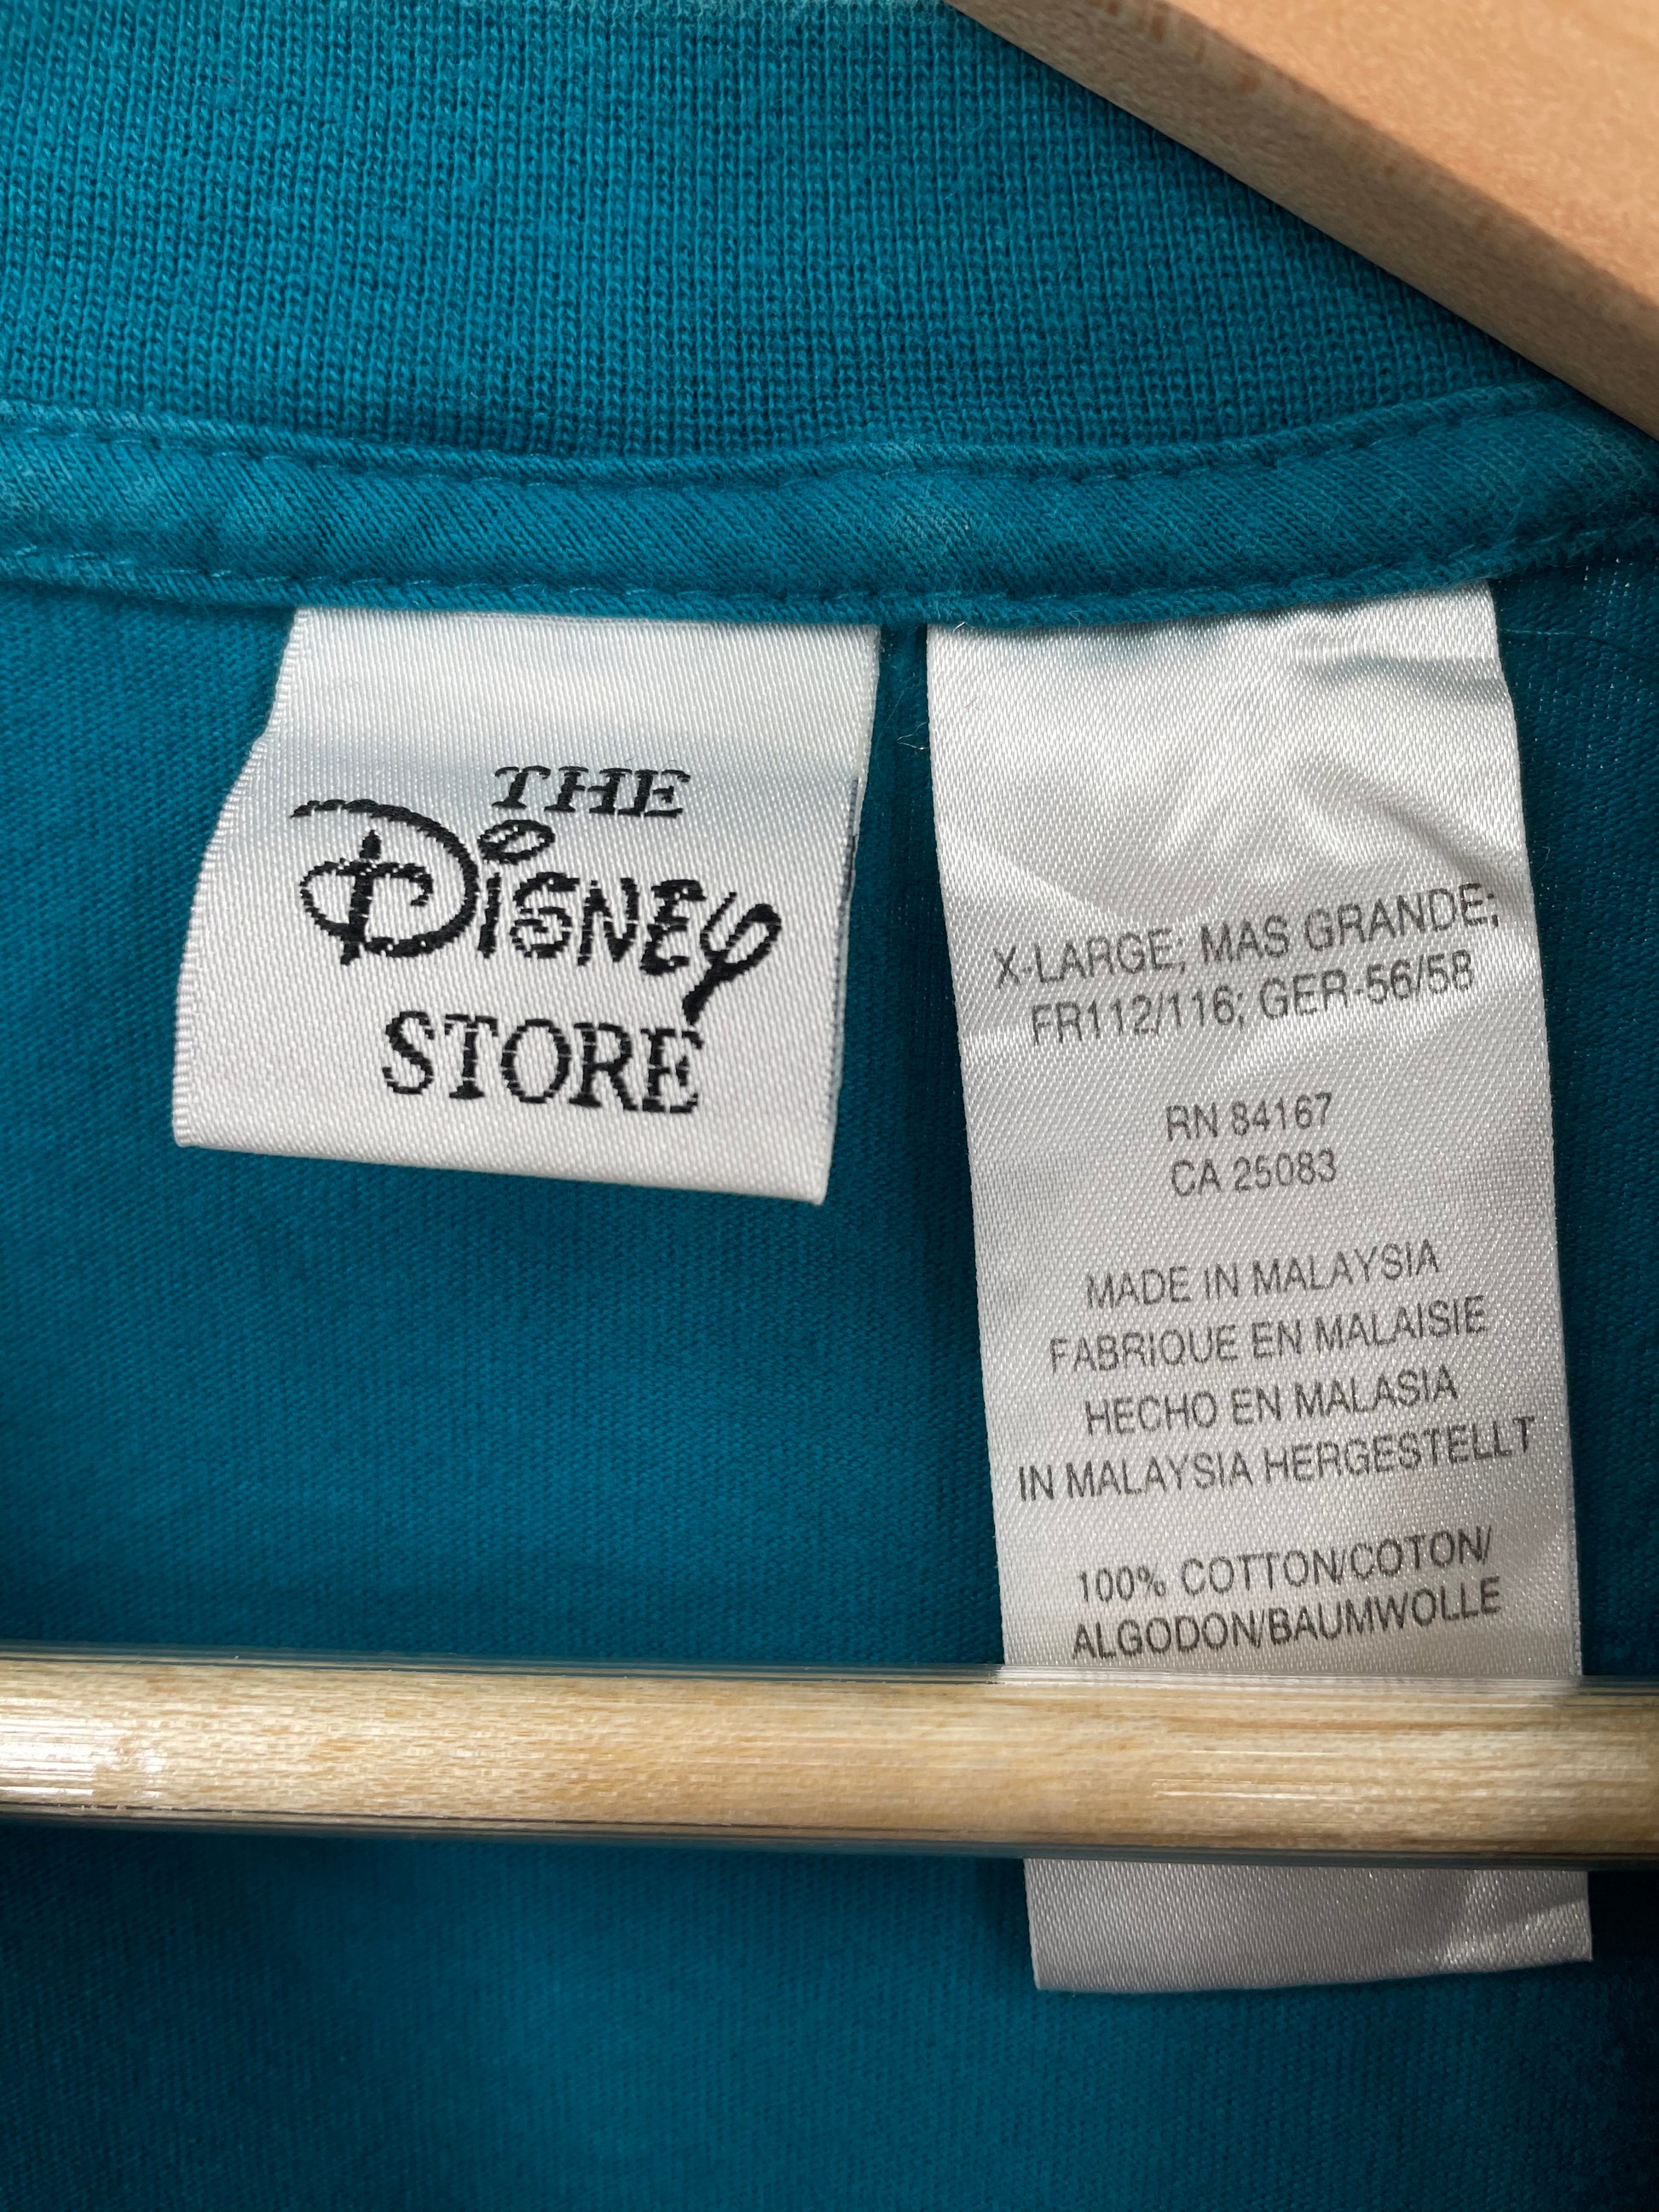 THE
DISNEY
STORE
X-LARGE; MAS GRANDE;
FR112/116; GER-56/58
RN 84167
CA 25083
MADE IN MALAYSIA
FABRIQUE EN MALAISIE
HECHO EN MALASIA
IN MALAYSIA HERGESTELLT
100% COTTON/COTON/
ALGODON/BAUMWOLLE